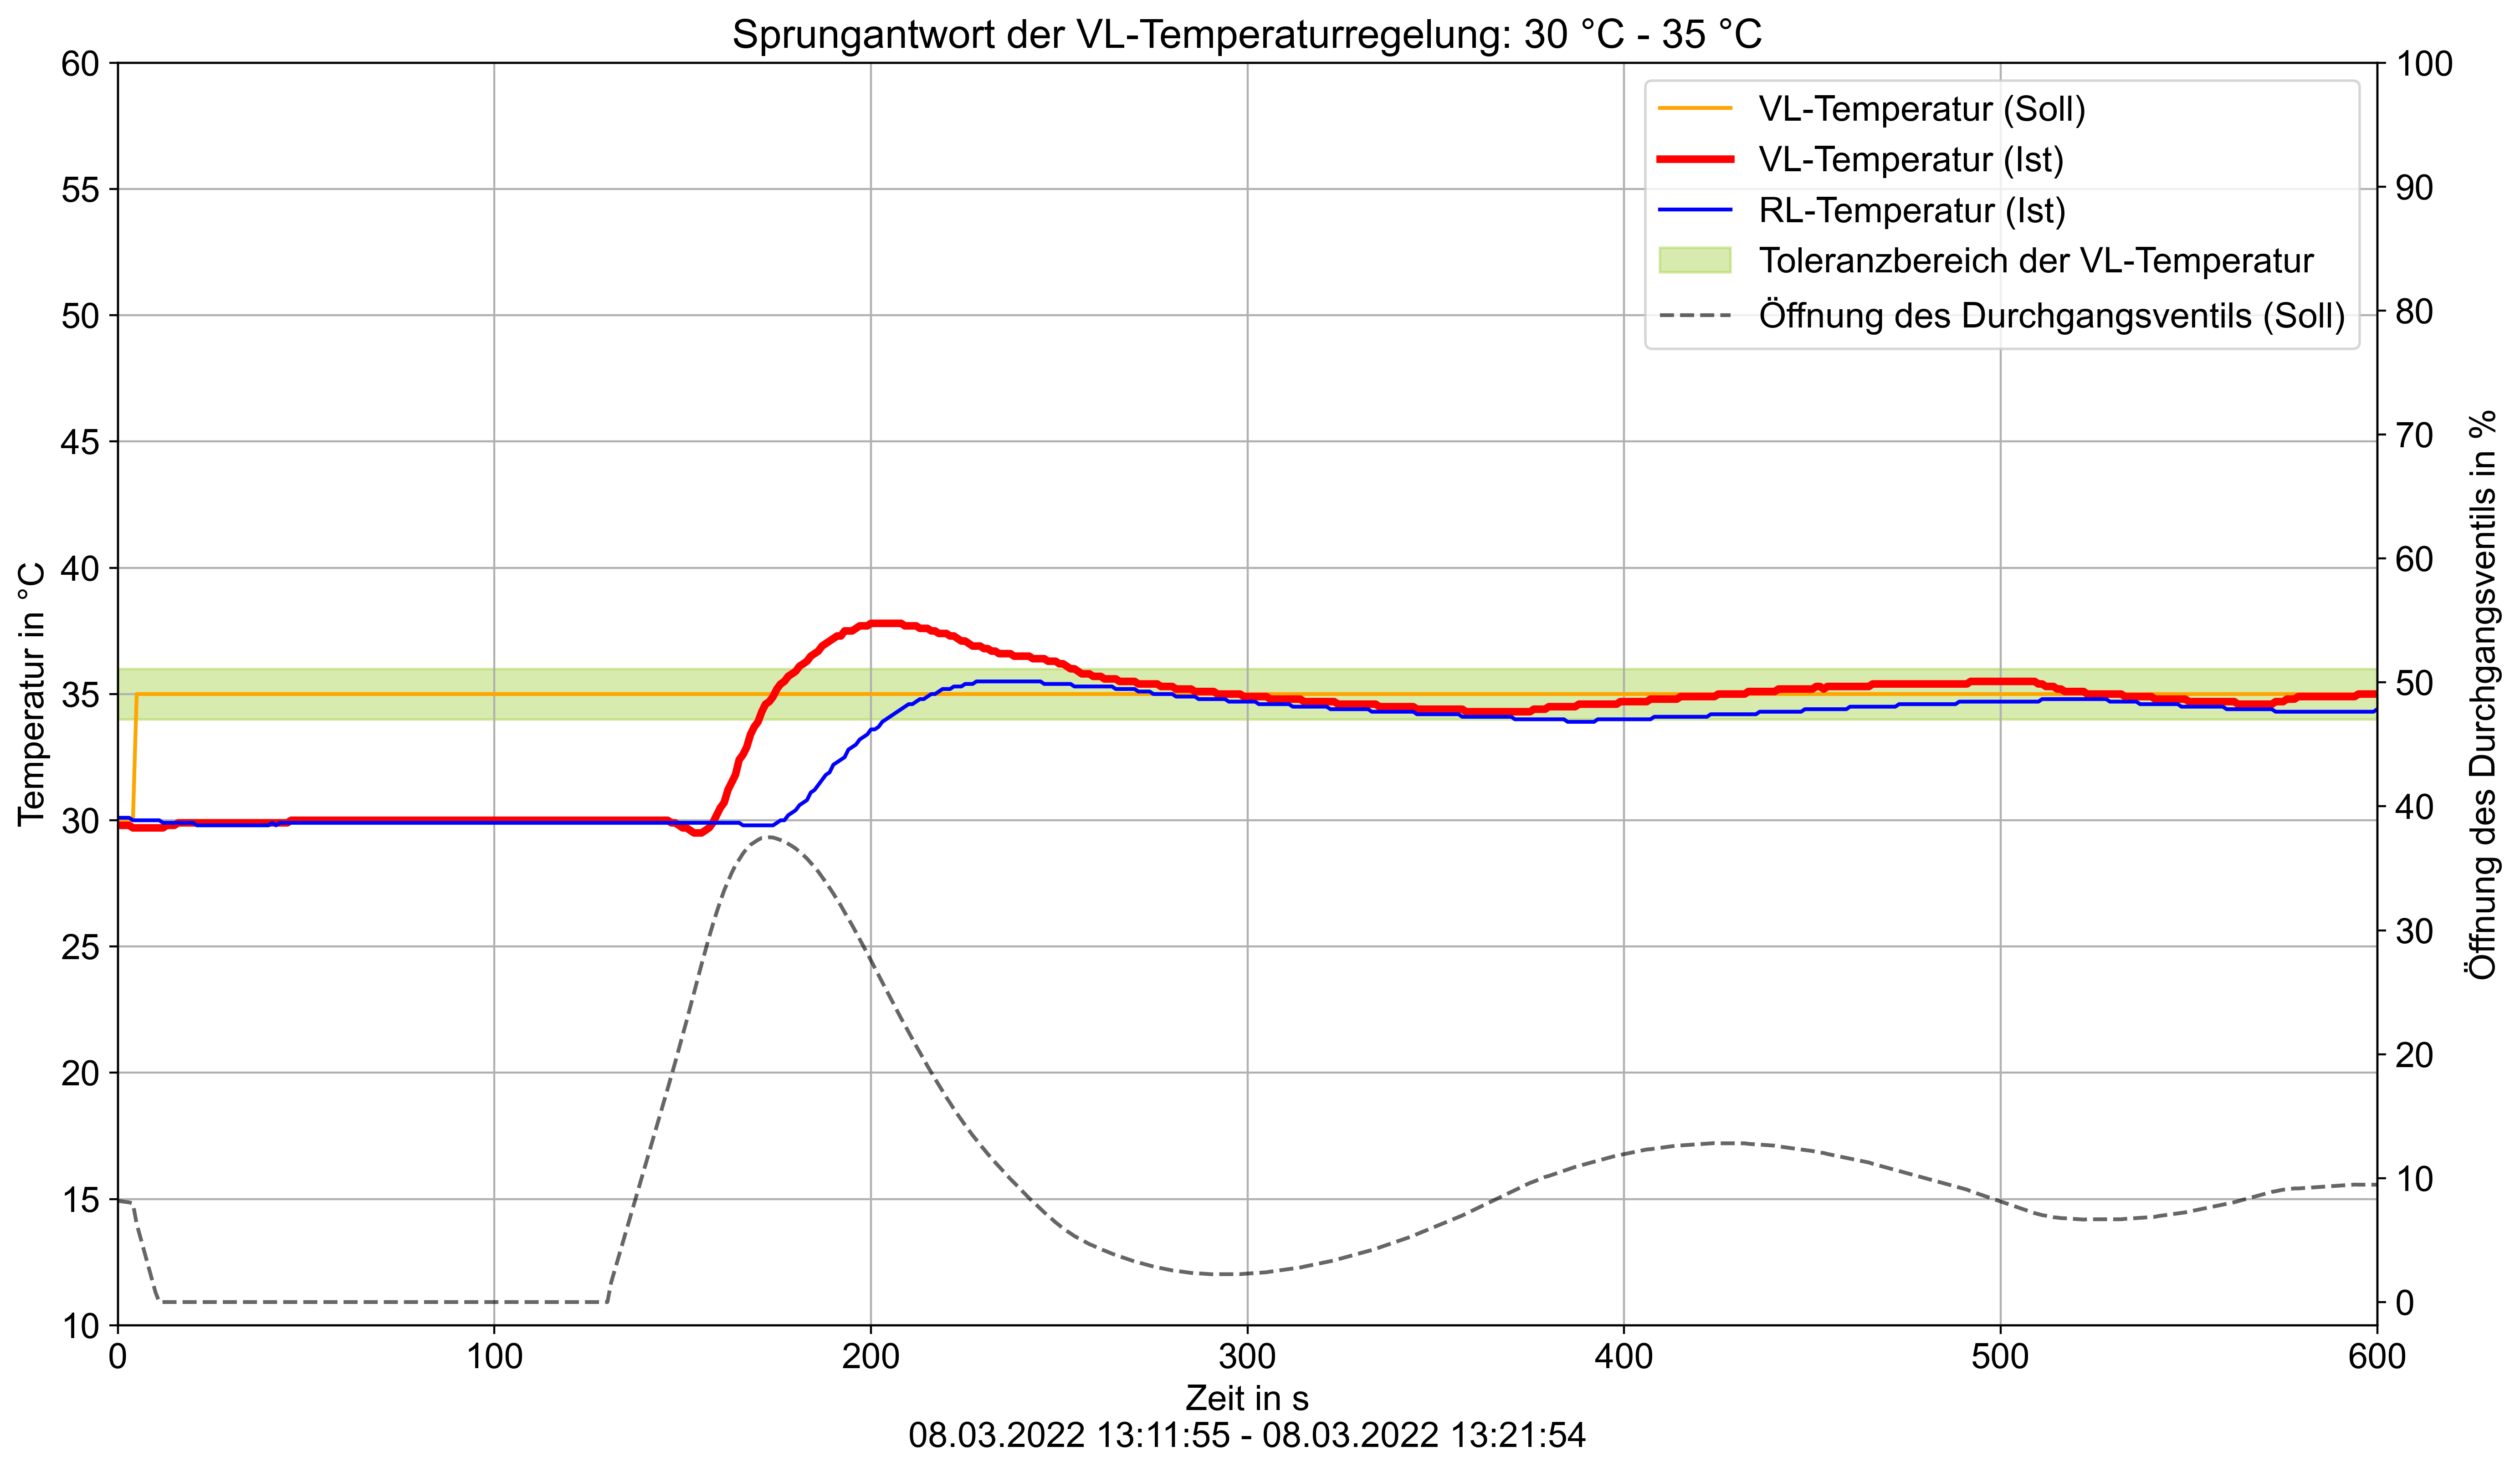 Sprungantwort der VL-Temperaturregelung: 30 °C - 35 °C
60
55
50
45
40
35
30
25
20
15
10
Temperatur in °C
100
90
80
70
60
50
40
30
20
10
0
Öffnung des Durchgangsventils in %
VL-Temperatur (Soll)
VL-Temperatur (Ist)
RL-Temperatur (Ist)
Toleranzbereich der VL-Temperatur
Öffnung des Durchgangsventils (Soll)
0 100 200 300 400 500 600
Zeit in s
08.03.2022 13:11:55 - 08.03.2022 13:21:54